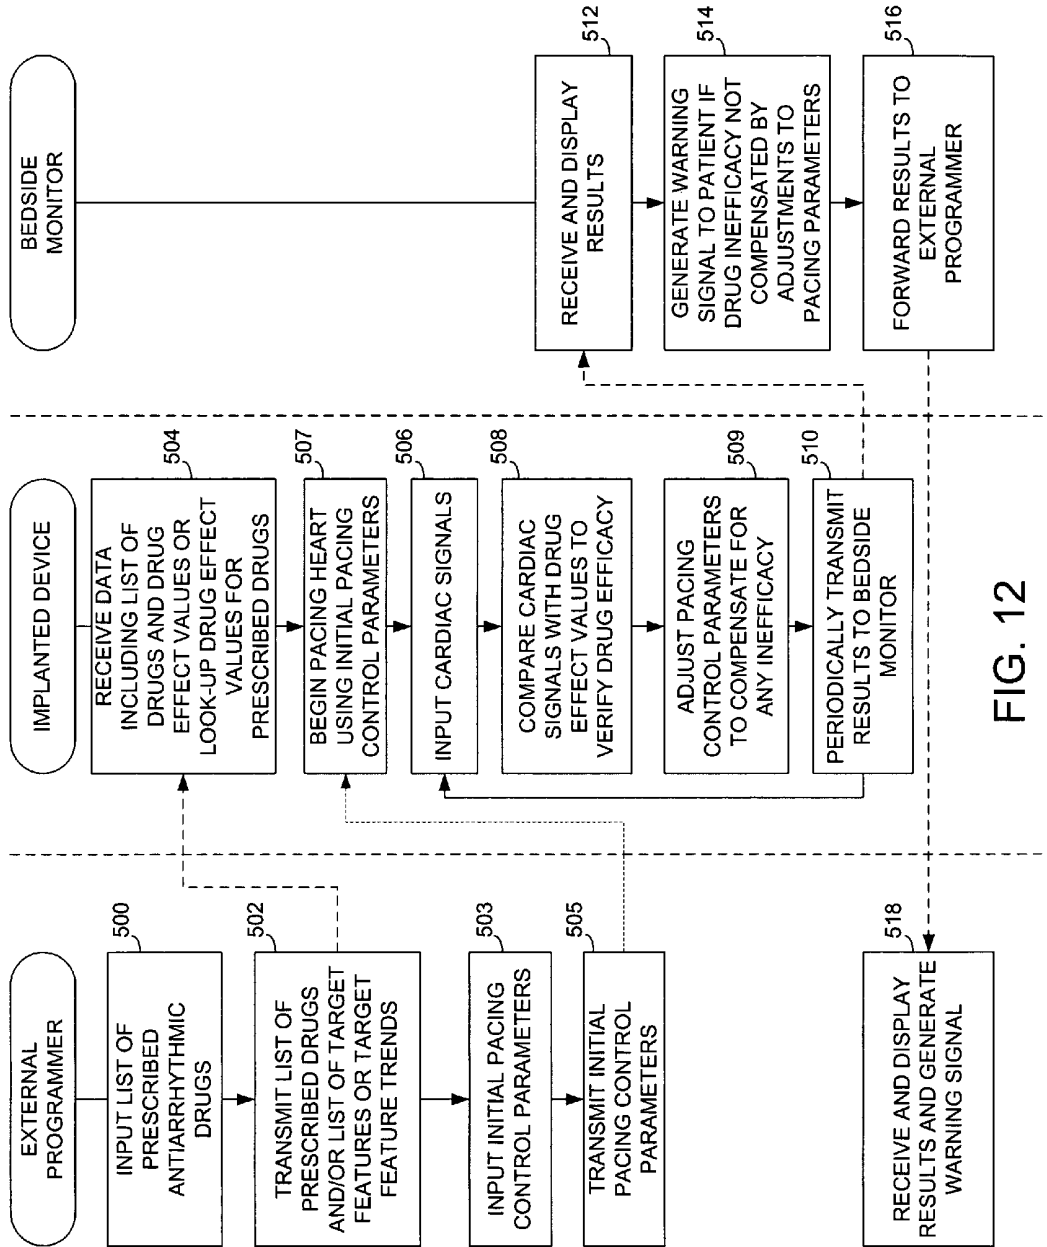 EXTERNAL
PROGRAMMER
500
INPUT LIST OF
PRESCRIBED
ANTIARRHYTHMIC
DRUGS
502
TRANSMIT LIST OF
PRESCRIBED DRUGS
AND/OR LIST OF TARGET
FEATURES OR TARGET
FEATURE TRENDS
503
INPUT INITIAL PACING
CONTROL PARAMETERS
505
TRANSMIT INITIAL
PACING CONTROL
PARAMETERS
518
RECEIVE AND DISPLAY
RESULTS AND GENERATE
WARNING SIGNAL
IMPLANTED DEVICE
504
RECEIVE DATA
INCLUDING LIST OF
DRUGS AND DRUG
EFFECT VALUES OR
LOOK-UP DRUG EFFECT
VALUES FOR
PRESCRIBED DRUGS
507
BEGIN PACING HEART
USING INITIAL PACING
CONTROL PARAMETERS
506
INPUT CARDIAC SIGNALS
508
COMPARE CARDIAC
SIGNALS WITH DRUG
EFFECT VALUES TO
VERIFY DRUG EFFICACY
509
ADJUST PACING
CONTROL PARAMETERS
TO COMPENSATE FOR
ANY INEFFICACY
510
PERIODICALLY TRANSMIT
RESULTS TO BEDSIDE
MONITOR
BEDSIDE
MONITOR
512
RECEIVE AND DISPLAY
RESULTS
514
GENERATE WARNING
SIGNAL TO PATIENT IF
DRUG INEFFICACY NOT
COMPENSATED BY
ADJUSTMENTS TO
PACING PARAMETERS
516
FORWARD RESULTS TO
EXTERNAL
PROGRAMMER
FIG. 12